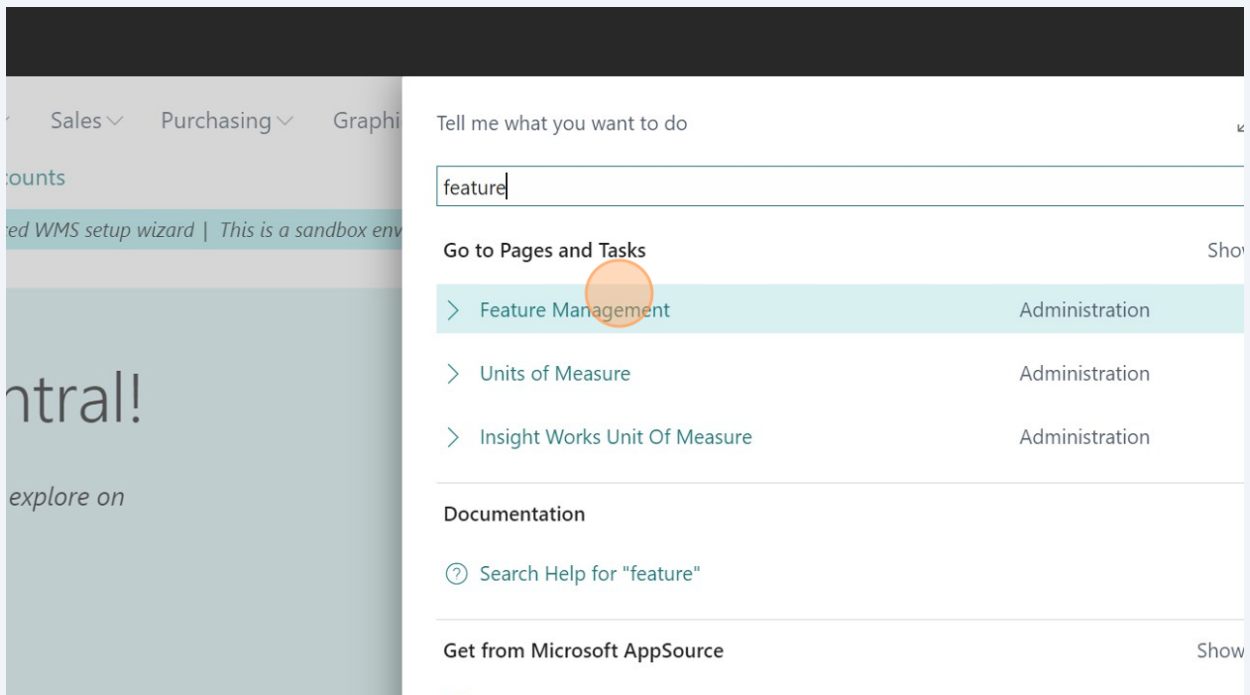 Sales Purchasing Graphi
counts
ed WMS setup wizard | This is a sandbox env
ntral!
explore on
Tell me what you want to do
feature
Go to Pages and Tasks Show
Feature Management Administration
Units of Measure Administration
Insight Works Unit Of Measure Administration
Documentation
Search Help for "feature"
Get from Microsoft AppSource Show